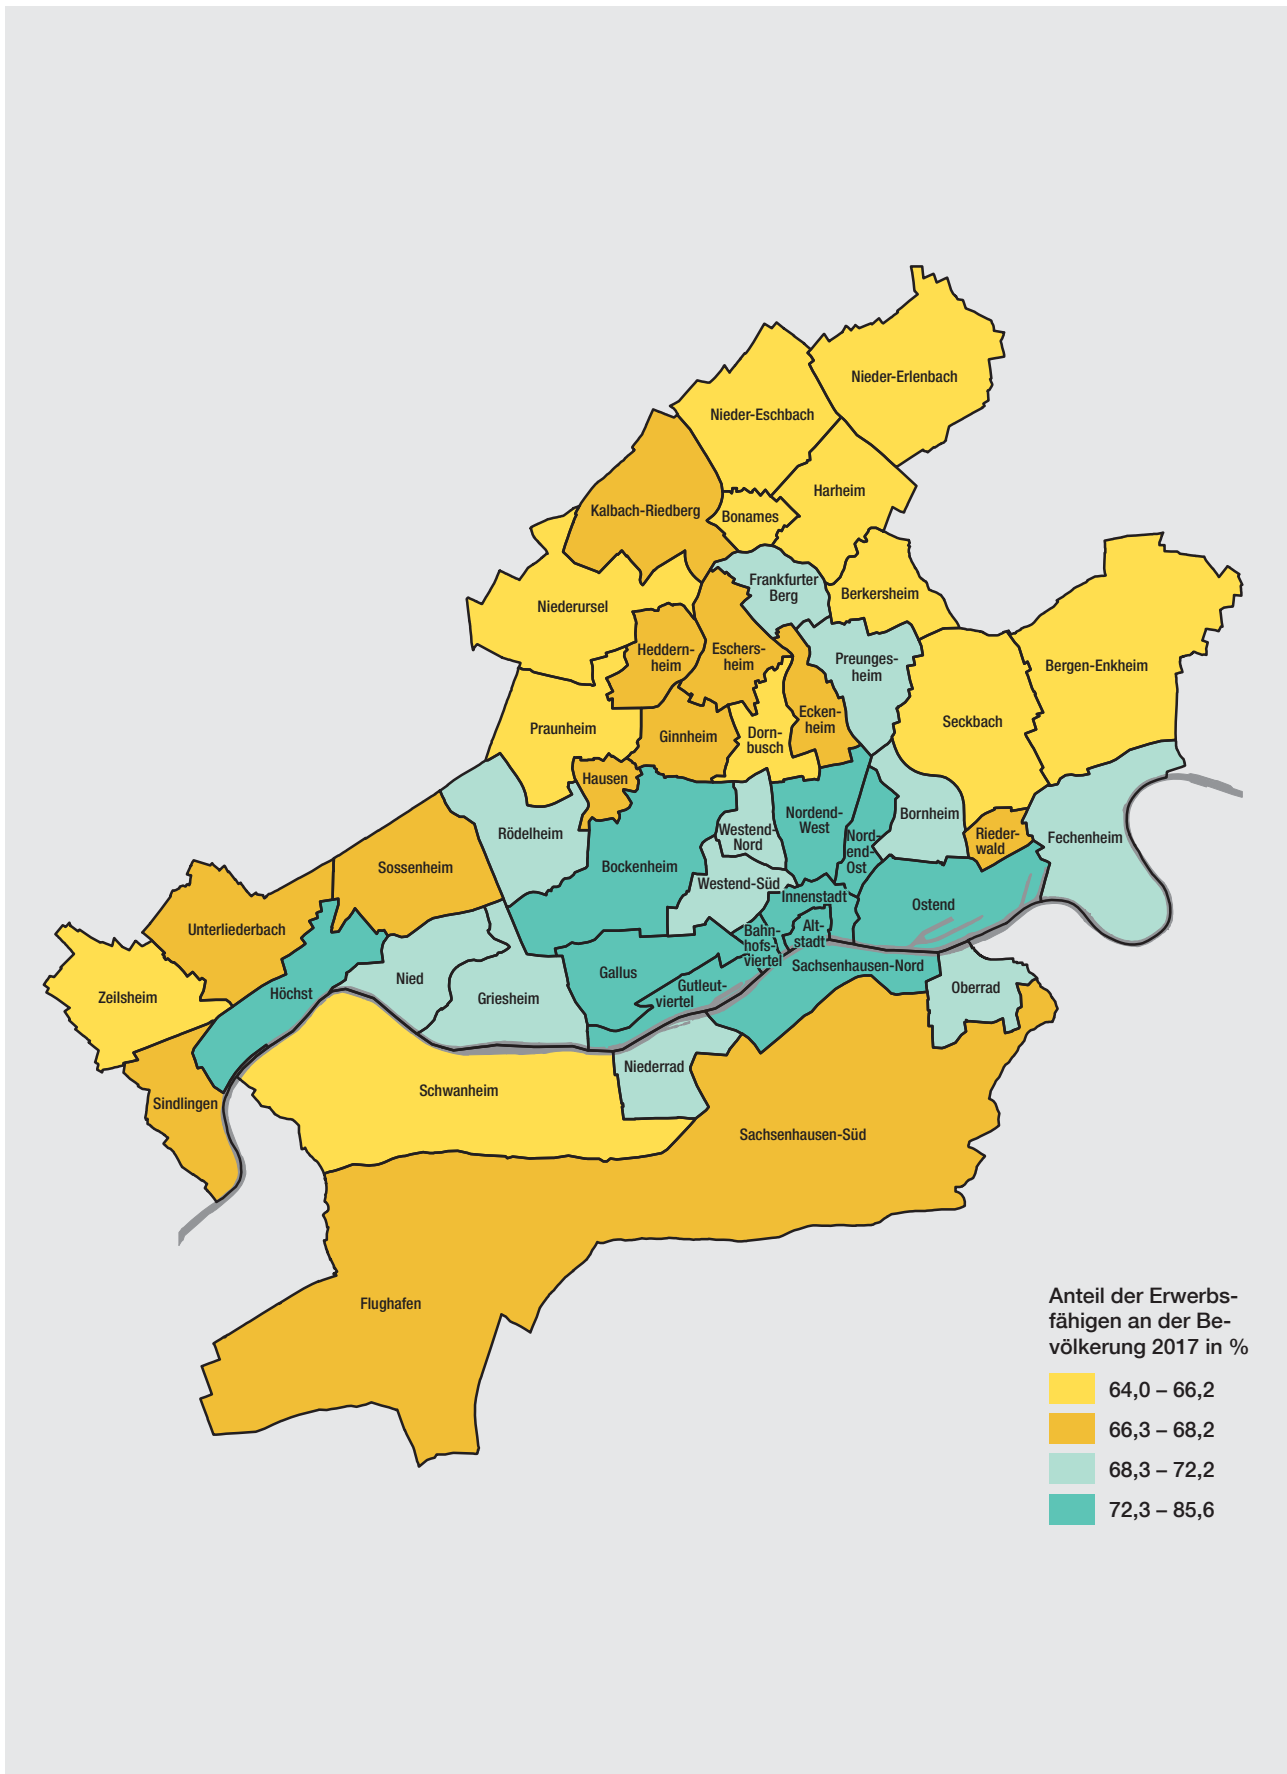 Nieder-Erlenbach
Nieder-Eschbach
Harheim
Kalbach-Riedberg
Bonames
Frankfurter
Berg
Berkersheim
Niederursel
Heddern-
heim
Eschers-
heim
Preunges-
heim
Bergen-Enkheim
Ecken-
heim
Seckbach
Praunheim
Ginnheim
Dorn-
busch
Hausen
Rödelheim
Westend-
Nord
Nordend-
West
Nord-
end-
Ost
Bornheim
Rieder-
wald
Fechenheim
Sossenheim
Bockenheim
Westend-Süd
Innenstadt
Ostend
Unterliederbach
Bahn-
hofs-
viertel
Alt-
stadt
Zeilsheim
Höchst
Nied
Griesheim
Gallus
Gutleut-
viertel
Sachsenhausen-Nord
Oberrad
Niederrad
Sindlingen
Schwanheim
Sachsenhausen-Süd
Flughafen
Anteil der Erwerbs-
fähigen an der Be-
völkerung 2017 in %
64,0 – 66,2
66,3 – 68,2
68,3 – 72,2
72,3 – 85,6